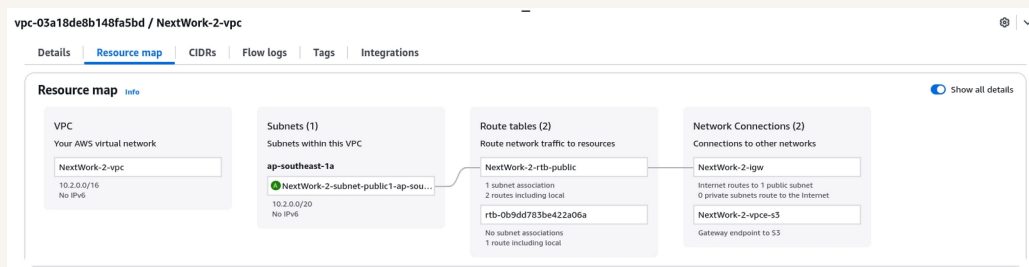 vpc-03a18de8b148fa5bd / NextWork-2-vpc
Details
Resource map
CIDRs
Flow logs
Tags
Integrations
Resource map Info
Show all details
VPC
Your AWS virtual network
NextWork-2-vpc
10.2.0.0/16
No IPv6
Subnets (1)
Subnets within this VPC
ap-southeast-1a
A NextWork-2-subnet-public1-ap-sou...
10.2.0.0/20
No IPv6
Route tables (2)
Route network traffic to resources
NextWork-2-rtb-public
1 subnet association
2 routes including local
rtb-0b9dd783be422a06a
No subnet associations
1 route including local
Network Connections (2)
Connections to other networks
NextWork-2-igw
Internet routes to 1 public subnet
0 private subnets route to the Internet
NextWork-2-vpce-s3
Gateway endpoint to S3